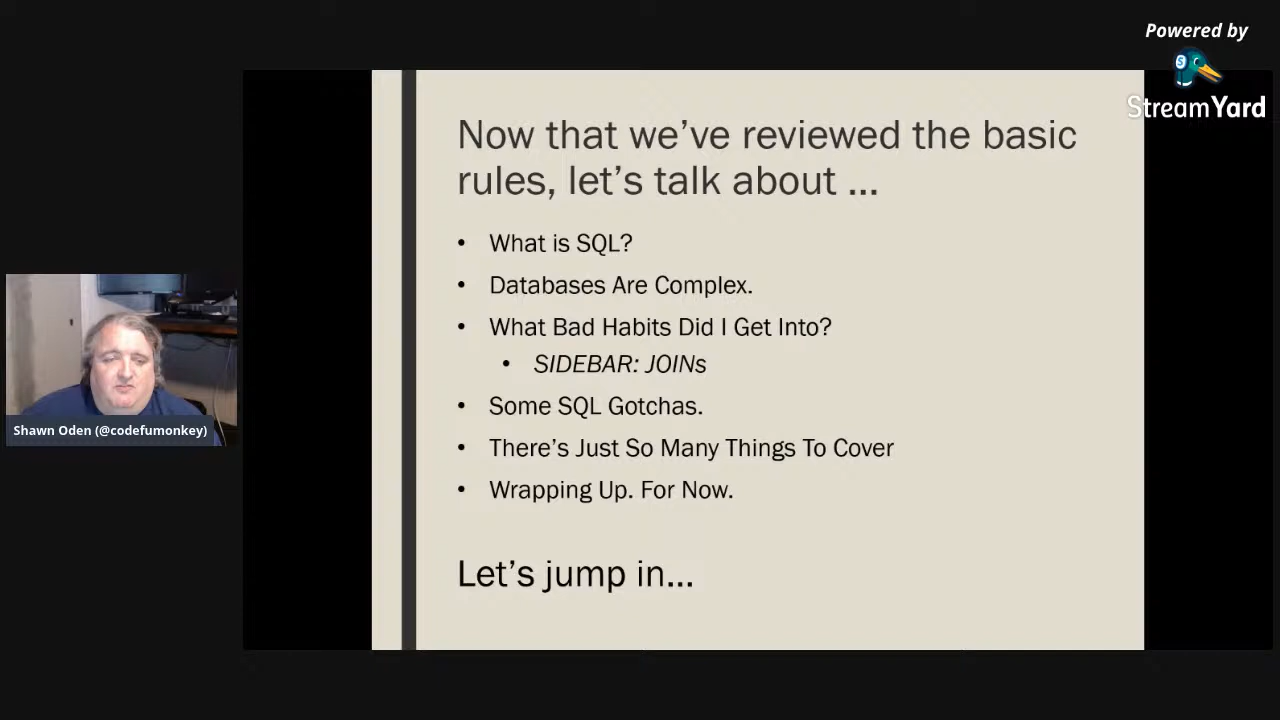 Powered by
StreamYard
Now that we've reviewed the basic
rules, let's talk about ...
• What is SQL?
• Databases Are Complex.
• What Bad Habits Did I Get Into?
• SIDEBAR: JOINs
• Some SQL Gotchas.
• There's Just So Many Things To Cover
• Wrapping Up. For Now.
Let's jump in...
Shawn Oden (@codefumonkey)